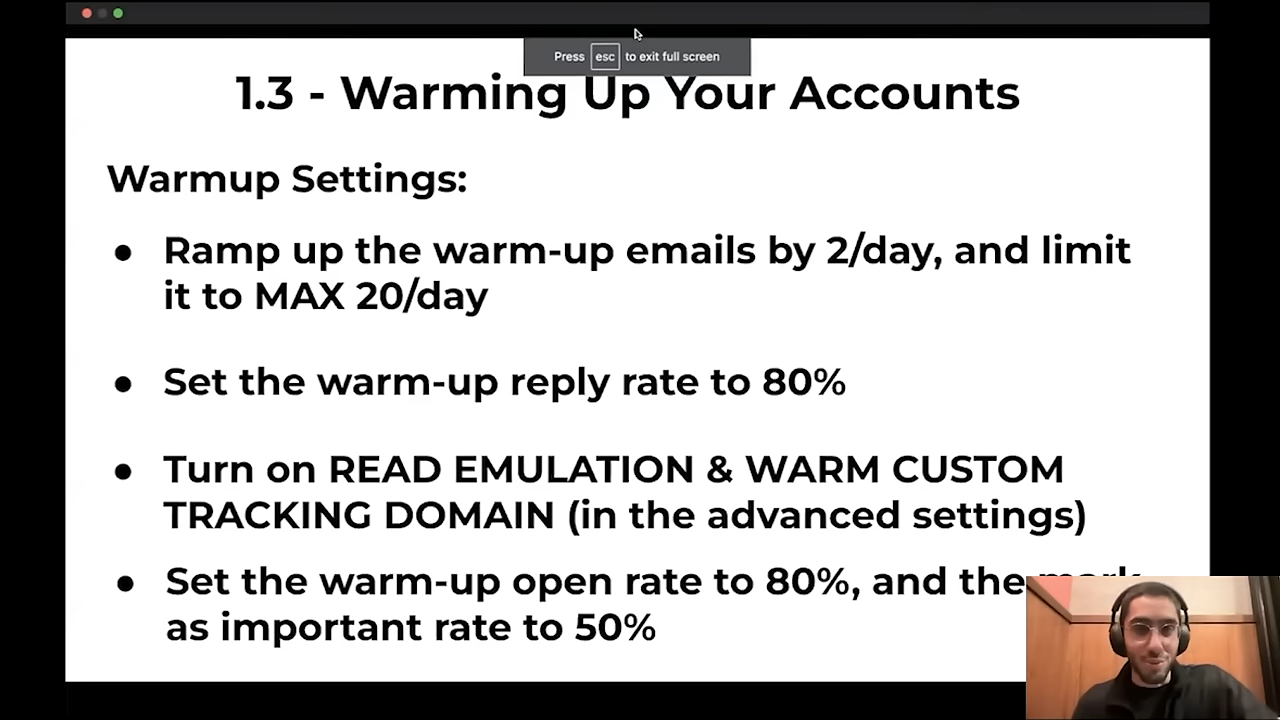 Press esc to exit full screen
1.3 - Warming Up Your Accounts
Warmup Settings:
● Ramp up the warm-up emails by 2/day, and limit
it to MAX 20/day
● Set the warm-up reply rate to 80%
● Turn on READ EMULATION & WARM CUSTOM
TRACKING DOMAIN (in the advanced settings)
● Set the warm-up open rate to 80%, and the mark
as important rate to 50%